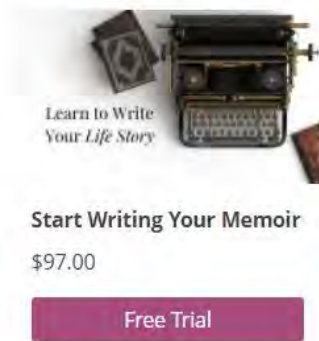 Learn to Write
Your Life Story
Start Writing Your Memoir
$97.00
Free Trial